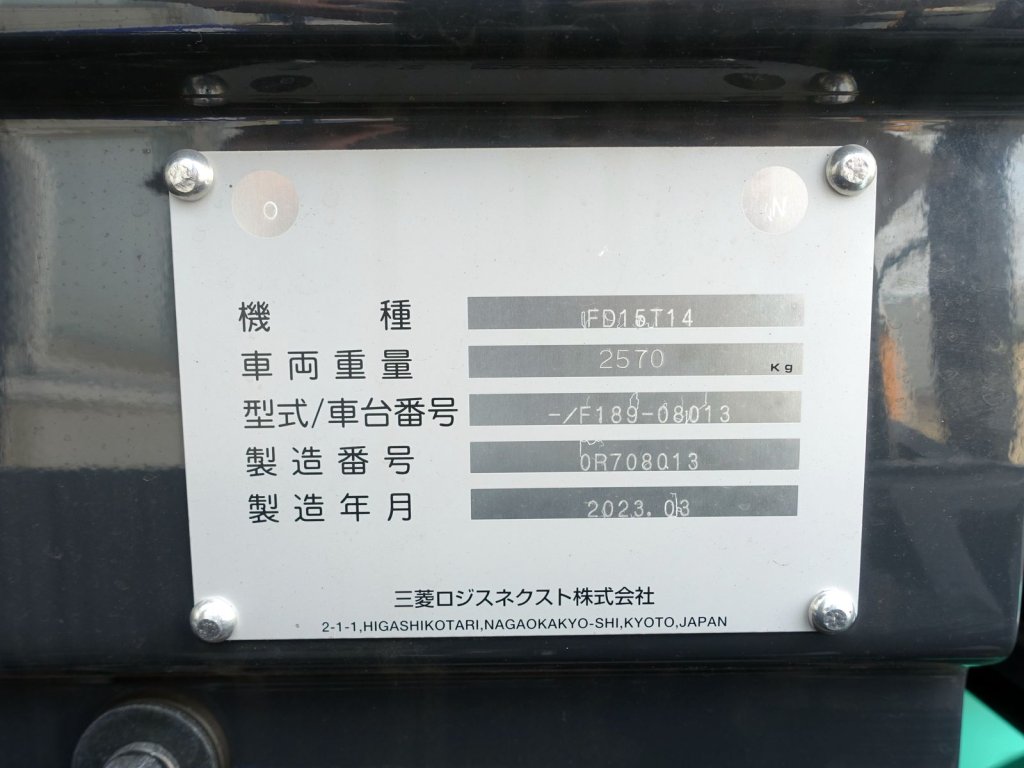 O N
機種 FD15T14
車両重量 2570 Kg
型式/車台番号 -/F189-08013
製造番号 0R708013
製造年月 2023.03
三菱ロジスネクスト株式会社
2-1-1,HIGASHIKOTARI,NAGAOKAKYO-SHI,KYOTO,JAPAN